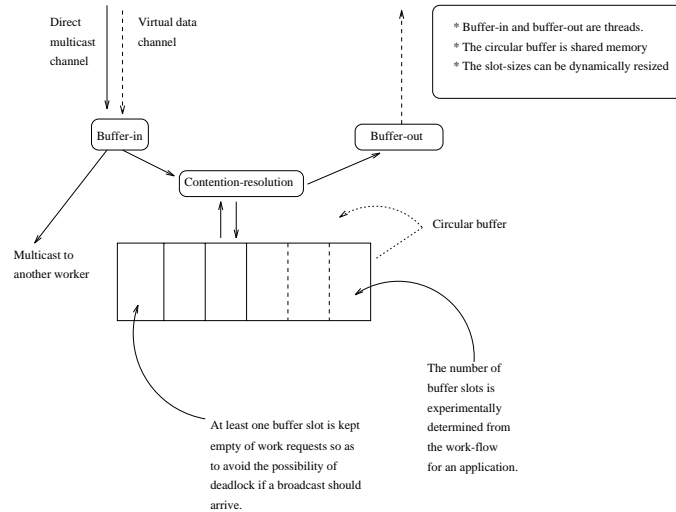 Direct
multicast
channel
Virtual data
channel
* Buffer-in and buffer-out are threads.
* The circular buffer is shared memory
* The slot-sizes can be dynamically resized
Buffer-in
Buffer-out
Contention-resolution
Multicast to
another worker
Circular buffer
The number of
buffer slots is
experimentally
determined from
the work-flow
for an application.
At least one buffer slot is kept
empty of work requests so as
to avoid the possibility of
deadlock if a broadcast should
arrive.